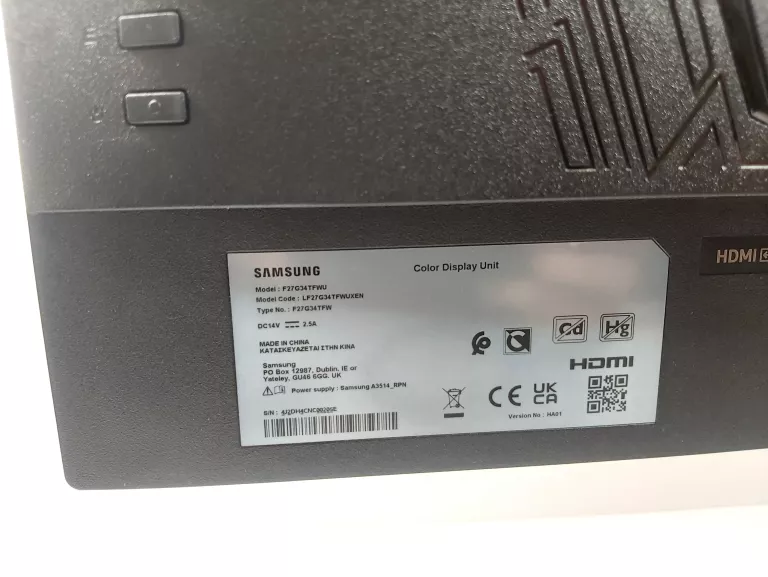 HDMI
SAMSUNG
Color Display Unit
Model : F27G34TFWU
Model Code : LF27G34TFWUXEN
Type No. : F27G34TFW
DC14V 2.5A
MADE IN CHINA
ΚΑΤΑΣΚΕΥΑΖΕΤΑΙ ΣΤΗΝ ΚΙΝΑ
Cd Hg
Samsung
PO Box 12987, Dublin, IE or
Yateley, GU46 6GG. UK
HDMI
Power supply : Samsung A3514_RPN
CE UK
CA
S/N :
Version No : HA01